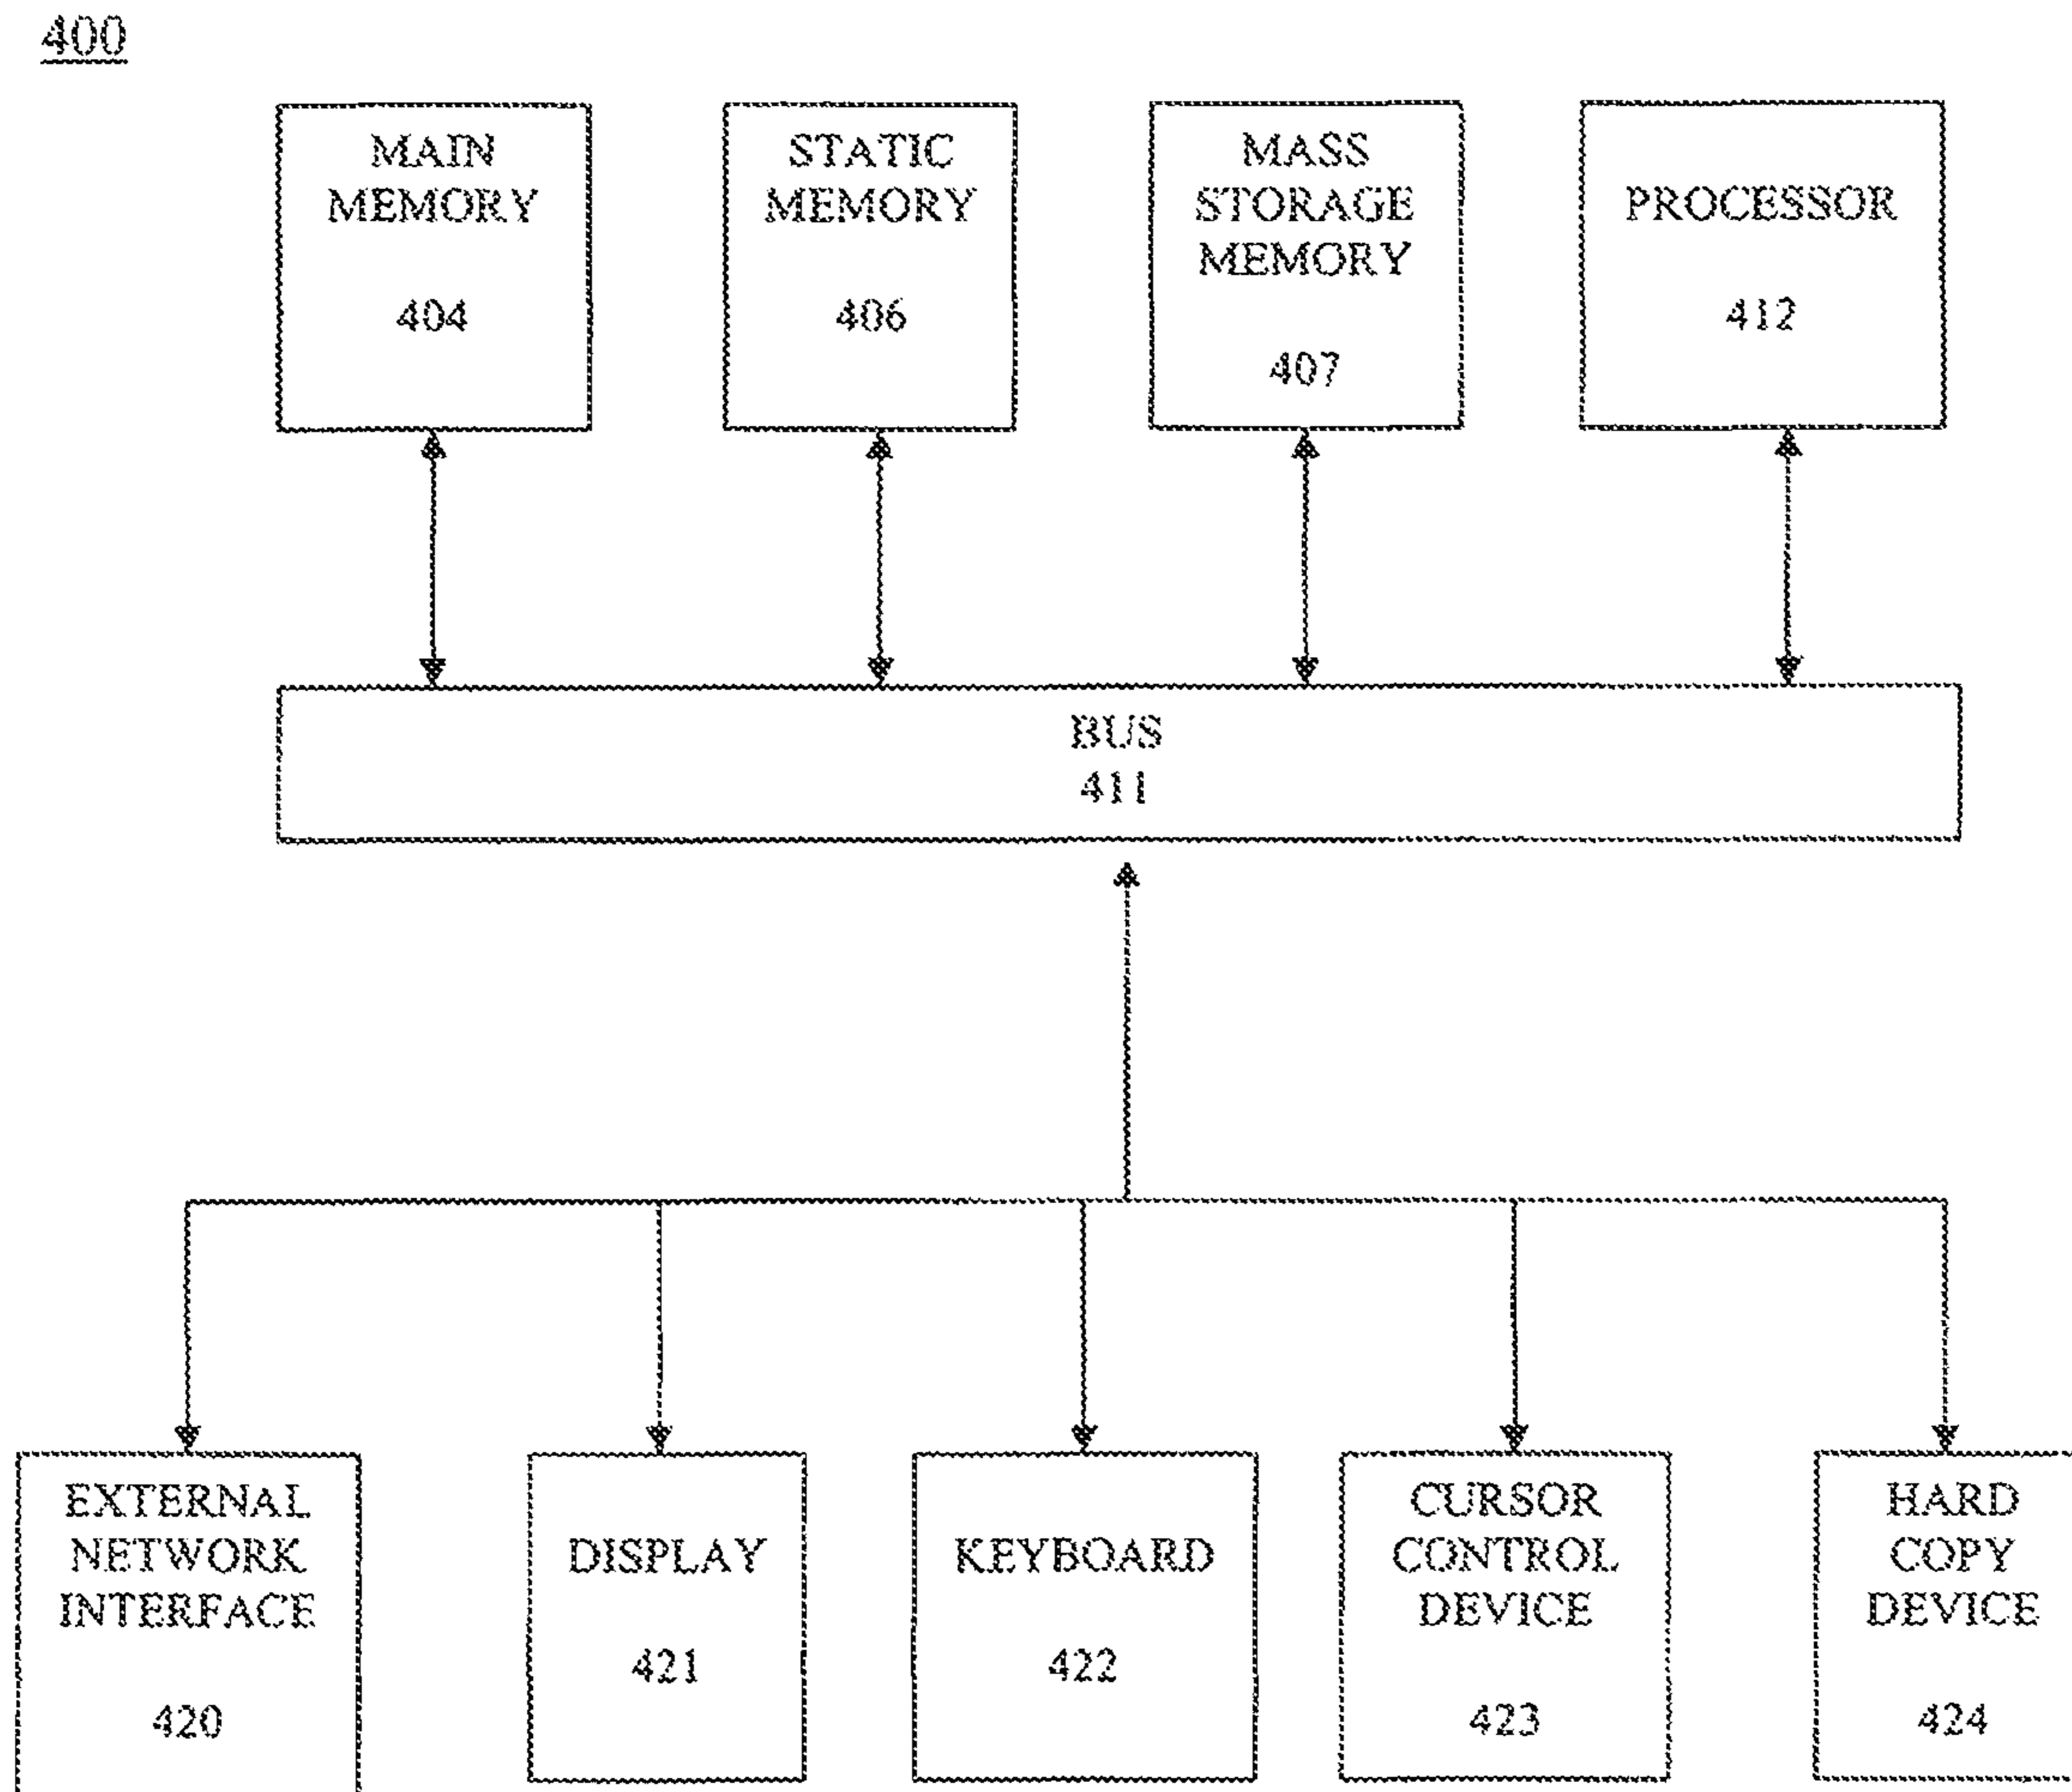 400
MAIN
MEMORY
404
STATIC
MEMORY
406
MASS
STORAGE
MEMORY
407
PROCESSOR
412
BUS
411
EXTERNAL
NETWORK
INTERFACE
420
DISPLAY
421
KEYBOARD
422
CURSOR
CONTROL
DEVICE
423
HARD
COPY
DEVICE
424